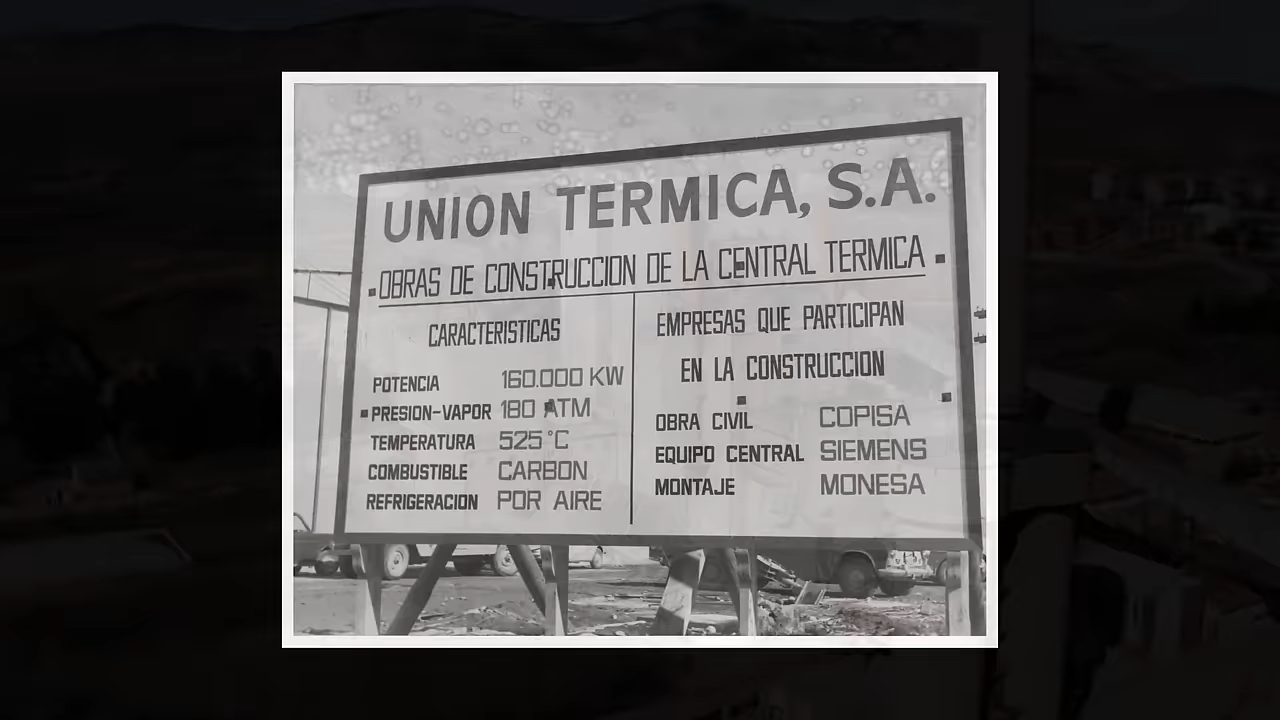 UNION TERMICA, S.A.
OBRAS DE CONSTRUCCION DE LA CENTRAL TERMICA
CARACTERISTICAS
POTENCIA 160.000 KW
PRESION-VAPOR 180 ATM
TEMPERATURA 525°C
COMBUSTIBLE CARBON
REFRIGERACION POR AIRE
EMPRESAS QUE PARTICIPAN
EN LA CONSTRUCCION
OBRA CIVIL COPISA
EQUIPO CENTRAL SIEMENS
MONTAJE MONESA